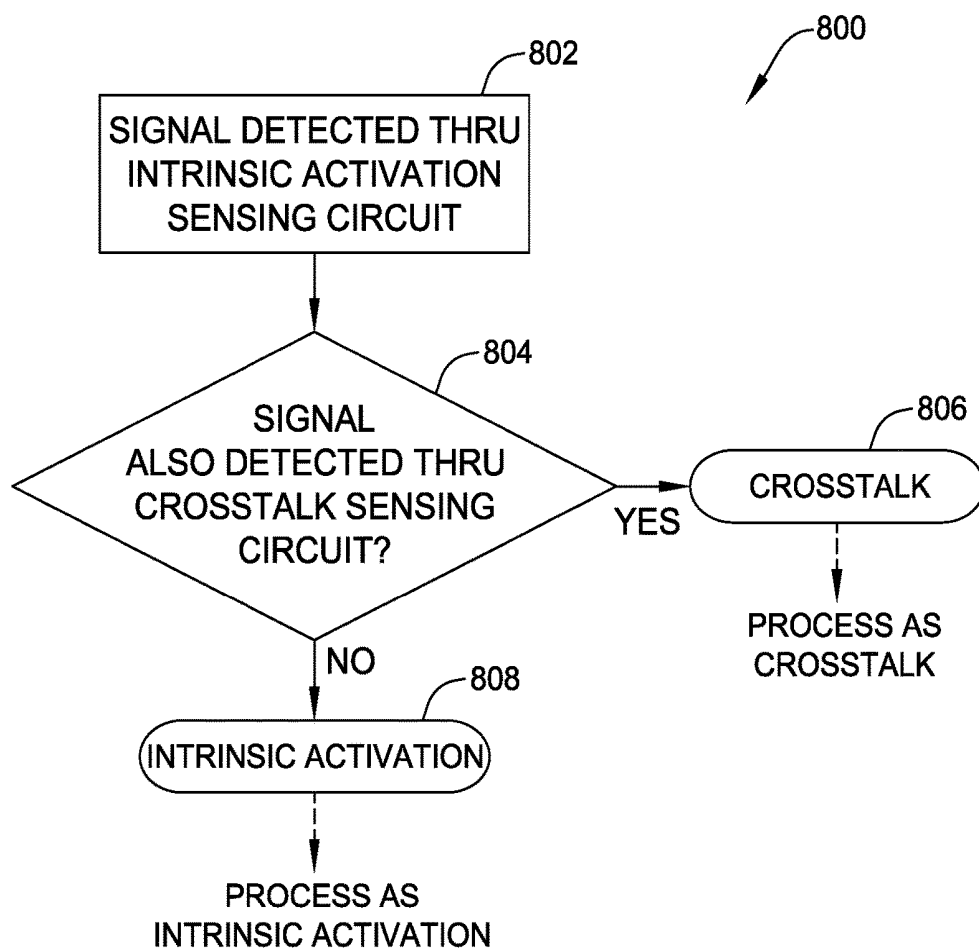 800
802
SIGNAL DETECTED THRU
INTRINSIC ACTIVATION
SENSING CIRCUIT
804
SIGNAL
ALSO DETECTED THRU
CROSSTALK SENSING
CIRCUIT?
YES
806
CROSSTALK
PROCESS AS
CROSSTALK
NO
808
INTRINSIC ACTIVATION
PROCESS AS
INTRINSIC ACTIVATION